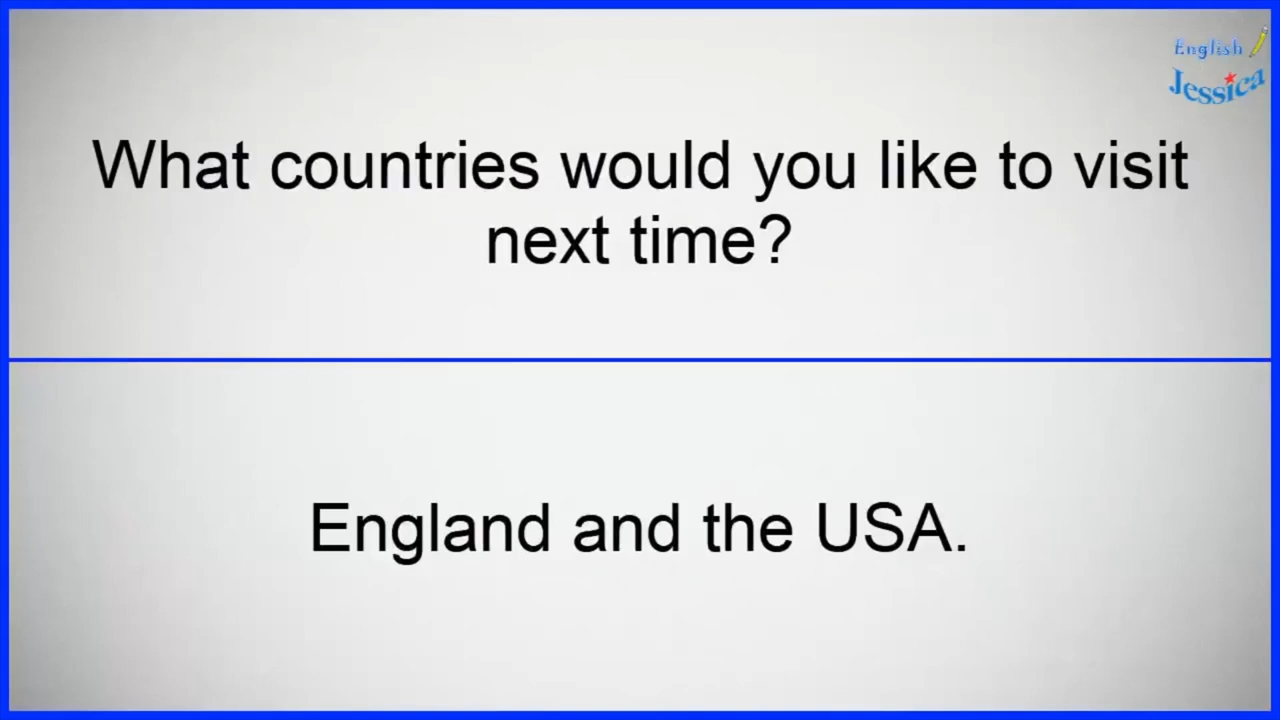 English
Jessica
What countries would you like to visit
next time?
England and the USA.